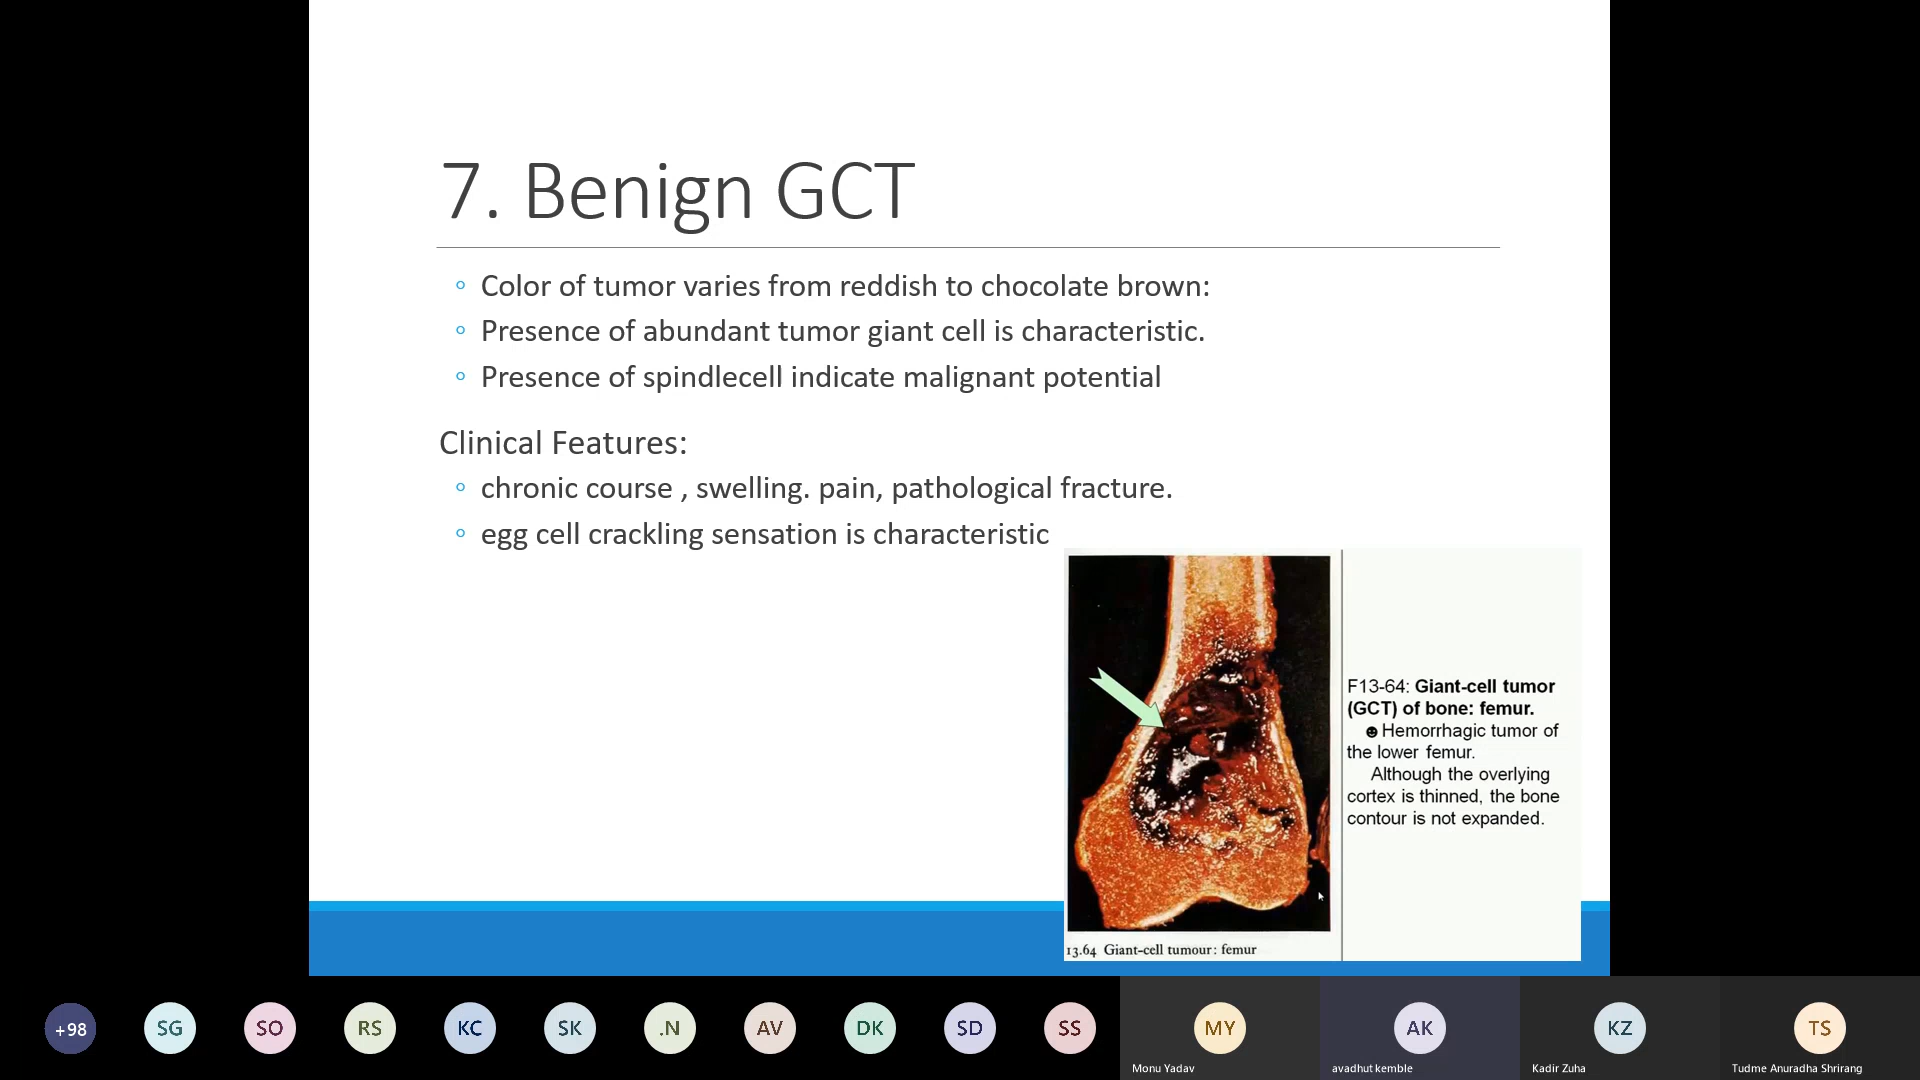 7. Benign GCT
Color of tumor varies from reddish to chocolate brown:
Presence of abundant tumor giant cell is characteristic.
Presence of spindlecell indicate malignant potential
Clinical Features:
chronic course , swelling. pain, pathological fracture.
egg cell crackling sensation is characteristic
F13-64: Giant-cell tumor
(GCT) of bone: femur.
☻Hemorrhagic tumor of
the lower femur.
Although the overlying
cortex is thinned, the bone
contour is not expanded.
13.64 Giant-cell tumour: femur
+98 SG SO RS KC SK .N AV DK SD SS MY AK KZ TS
Monu Yadav avadhut kemble Kadir Zuha Tudme Anuradha Shrirang